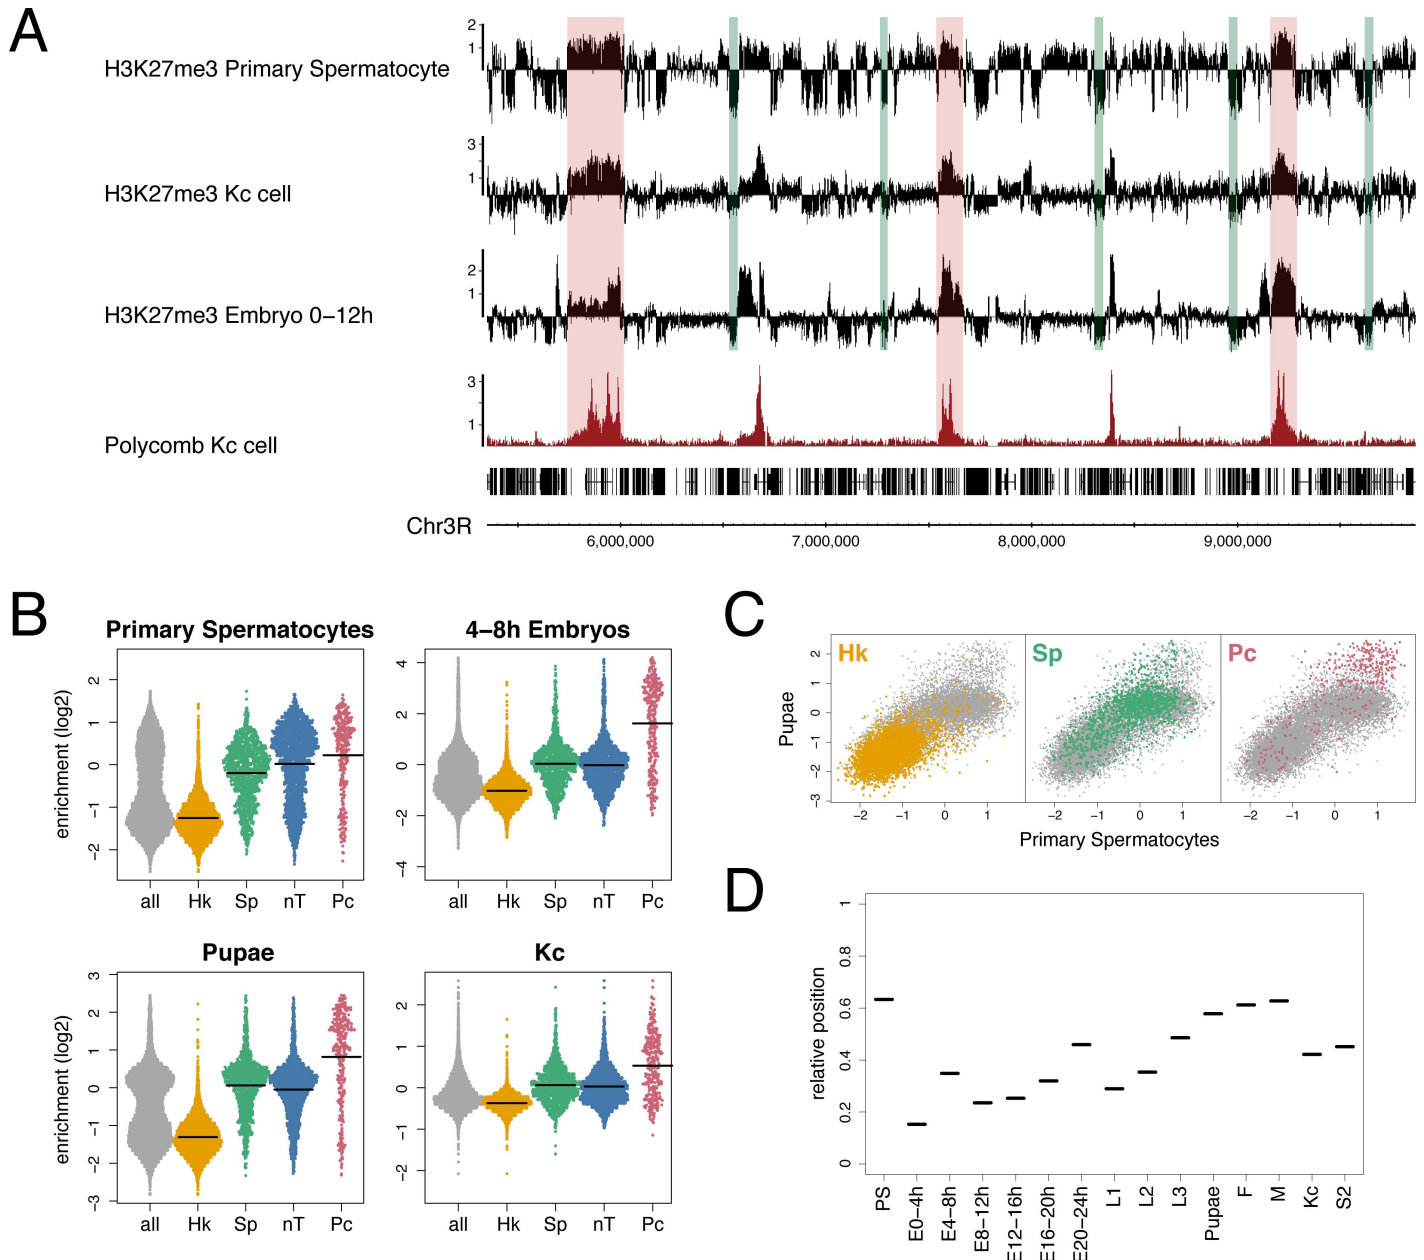 A
H3K27me3 Primary Spermatocyte
2
1
H3K27me3 Kc cell
3
1
H3K27me3 Embryo 0–12h
2
1
Polycomb Kc cell
3
1
Chr3R
6,000,000 7,000,000 8,000,000 9,000,000
B
Primary Spermatocytes
enrichment (log2)
2
1
0
−1
−2
all Hk Sp nT Pc
4–8h Embryos
4
2
0
−2
−4
all Hk Sp nT Pc
Pupae
enrichment (log2)
3
2
1
0
−1
−2
−3
all Hk Sp nT Pc
Kc
2
1
0
−1
−2
all Hk Sp nT Pc
C
Hk Sp Pc
Pupae
2
1
0
−1
−2
−3
−2 −1 0 1 −2 −1 0 1 −2 −1 0 1
Primary Spermatocytes
D
relative position
1
0.8
0.6
0.4
0.2
0
PS E0–4h E4–8h E8–12h E12–16h E16–20h E20–24h L1 L2 L3 Pupae F M Kc S2